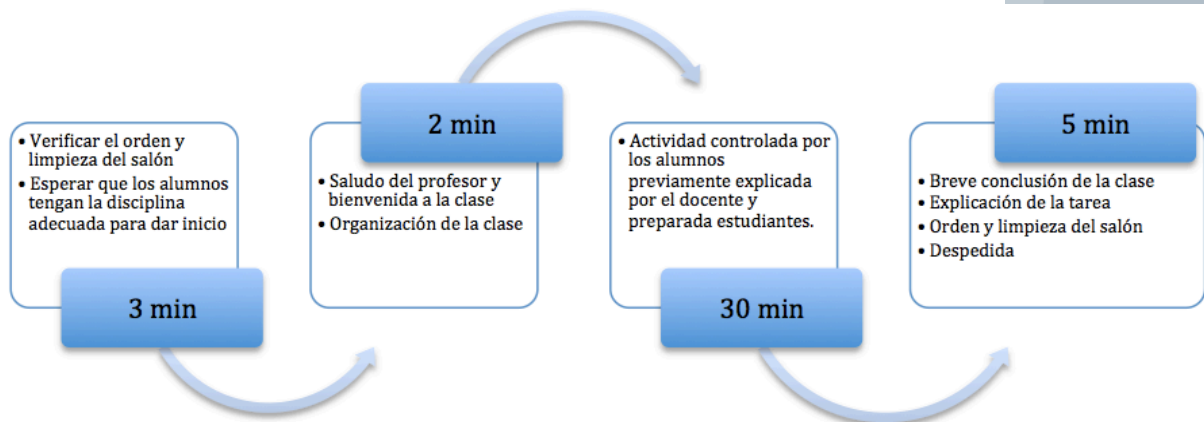 • Verificar el orden y
limpieza del salón
• Esperar que los alumnos
tengan la disciplina
adecuada para dar inicio
3 min
2 min
• Saludo del profesor y
bienvenida a la clase
• Organización de la clase
• Actividad controlada por
los alumnos
previamente explicada
por el docente y
preparada estudiantes.
30 min
5 min
• Breve conclusión de la clase
• Explicación de la tarea
• Orden y limpieza del salón
• Despedida